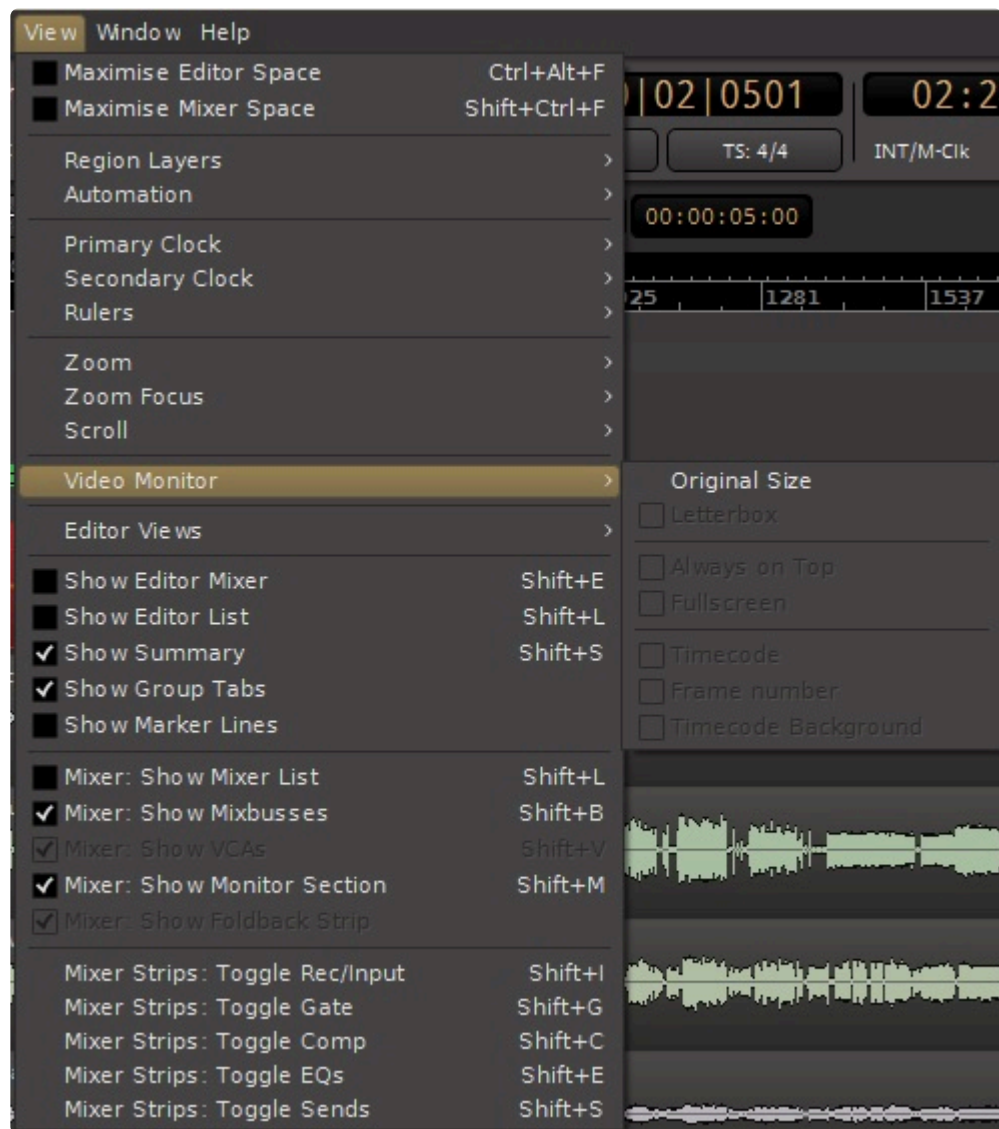 View Window Help
Maximise Editor Space Ctrl+Alt+F
Maximise Mixer Space Shift+Ctrl+F
|02|0501
02:2
TS: 4/4
INT/M-Clk
Region Layers
Automation
00:00:05:00
Primary Clock
Secondary Clock
Rulers
25 1281 1537
Zoom
Zoom Focus
Scroll
Video Monitor
Original Size
Letterbox
Always on Top
Fullscreen
Timecode
Frame number
Timecode Background
Editor Views
Show Editor Mixer Shift+E
Show Editor List Shift+L
Show Summary Shift+S
Show Group Tabs
Show Marker Lines
Mixer: Show Mixer List Shift+L
Mixer: Show Mixbusses Shift+B
Mixer: Show VCAs Shift+V
Mixer: Show Monitor Section Shift+M
Mixer: Show Foldback Strip
Mixer Strips: Toggle Rec/Input Shift+I
Mixer Strips: Toggle Gate Shift+G
Mixer Strips: Toggle Comp Shift+C
Mixer Strips: Toggle EQs Shift+E
Mixer Strips: Toggle Sends Shift+S